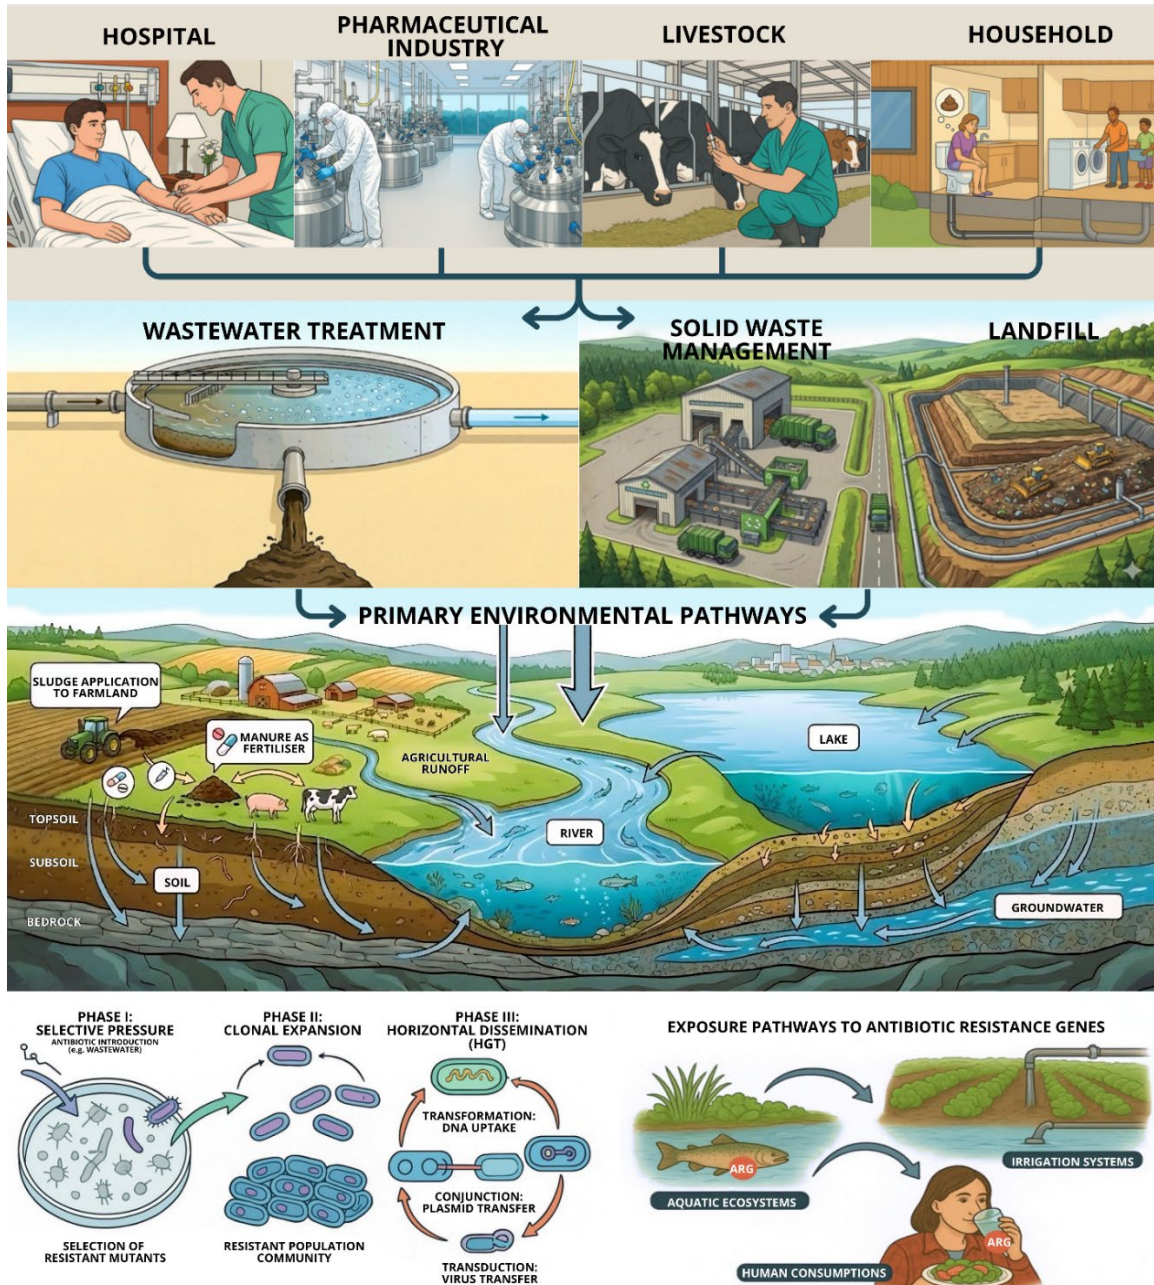 HOSPITAL
PHARMACEUTICAL
INDUSTRY
LIVESTOCK
HOUSEHOLD
WASTEWATER TREATMENT
SOLID WASTE
MANAGEMENT
LANDFILL
PRIMARY ENVIRONMENTAL PATHWAYS
SLUDGE APPLICATION
TO FARMLAND
MANURE AS
FERTILISER
AGRICULTURAL
RUNOFF
LAKE
RIVER
TOPSOIL
SUBSOIL
SOIL
BEDROCK
GROUNDWATER
PHASE I:
SELECTIVE PRESSURE
ANTIBIOTIC INTRODUCTION
(e.g. WASTEWATER)
SELECTION OF
RESISTANT MUTANTS
PHASE II:
CLONAL EXPANSION
RESISTANT POPULATION
COMMUNITY
PHASE III:
HORIZONTAL DISSEMINATION
(HGT)
TRANSFORMATION:
DNA UPTAKE
CONJUNCTION:
PLASMID TRANSFER
TRANSDUCTION:
VIRUS TRANSFER
EXPOSURE PATHWAYS TO ANTIBIOTIC RESISTANCE GENES
ARG
AQUATIC ECOSYSTEMS
IRRIGATION SYSTEMS
ARG
HUMAN CONSUMPTIONS